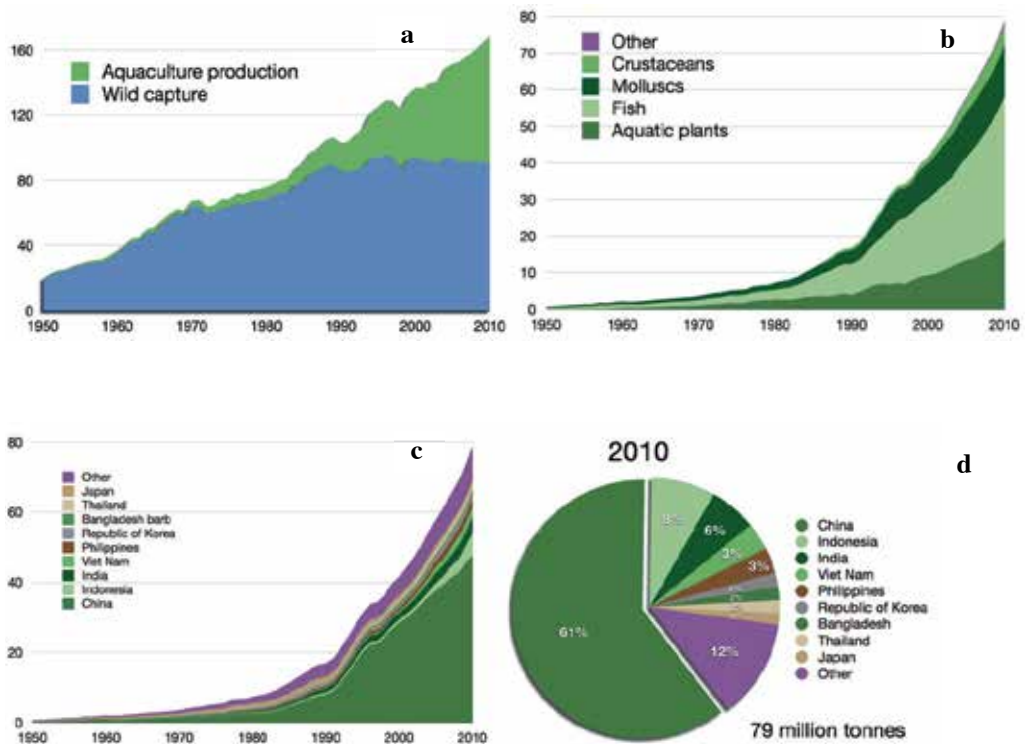 a
160
120
80
40
0
Aquaculture production
Wild capture
1950 1960 1970 1980 1990 2000 2010
b
80
70
60
50
40
30
20
10
0
Other
Crustaceans
Molluscs
Fish
Aquatic plants
1950 1960 1970 1980 1990 2000 2010
c
80
60
40
20
0
Other
Japan
Thailand
Bangladesh barb
Republic of Korea
Philippines
Viet Nam
India
Indonesia
China
1950 1960 1970 1980 1990 2000 2010
2010
d
6%
3%
3%
61%
12%
China
Indonesia
India
Viet Nam
Philippines
Republic of Korea
Bangladesh
Thailand
Japan
Other
79 million tonnes